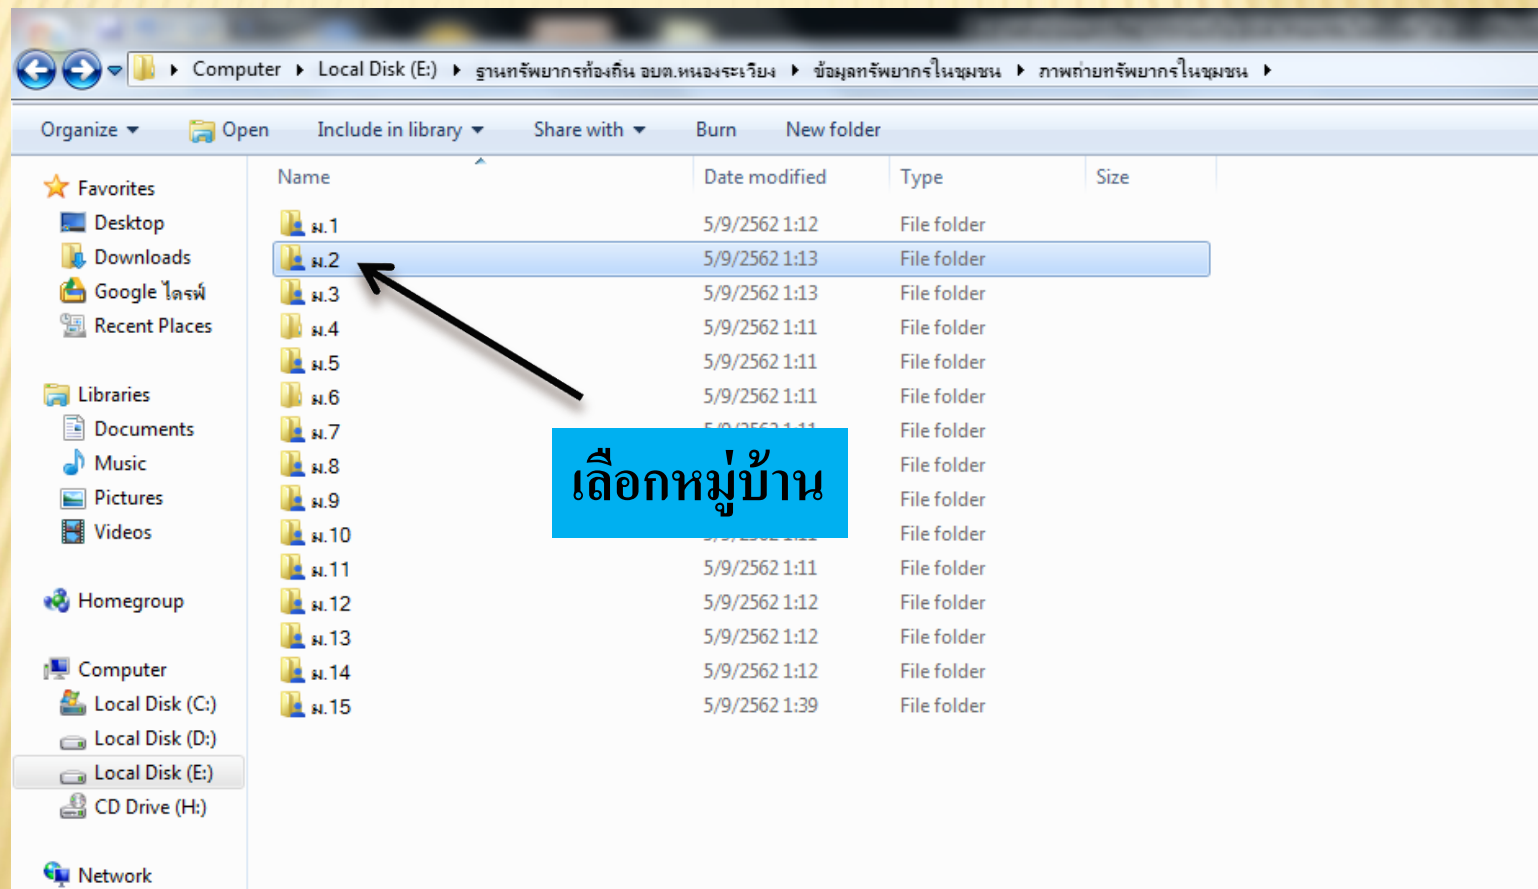 Computer Local Disk (E:) ฐานทรัพยากรท้องถิ่น อบต.หนองระเวียง ข้อมูลทรัพยากรในชุมชน ภาพถ่ายทรัพยากรในชุมชน
Organize Open Include in library Share with Burn New folder
Name Date modified Type Size
Favorites
Desktop
Downloads
Google ไดรฟ์
Recent Places
Libraries
Documents
Music
Pictures
Videos
Homegroup
Computer
Local Disk (C:)
Local Disk (D:)
Local Disk (E:)
CD Drive (H:)
Network
ม.1 5/9/2562 1:12 File folder
ม.2 5/9/2562 1:13 File folder
ม.3 5/9/2562 1:13 File folder
ม.4 5/9/2562 1:11 File folder
ม.5 5/9/2562 1:11 File folder
ม.6 5/9/2562 1:11 File folder
ม.7 File folder
ม.8 File folder
ม.9 File folder
ม.10 File folder
ม.11 5/9/2562 1:11 File folder
ม.12 5/9/2562 1:12 File folder
ม.13 5/9/2562 1:12 File folder
ม.14 5/9/2562 1:12 File folder
ม.15 5/9/2562 1:39 File folder
เลือกหมู่บ้าน